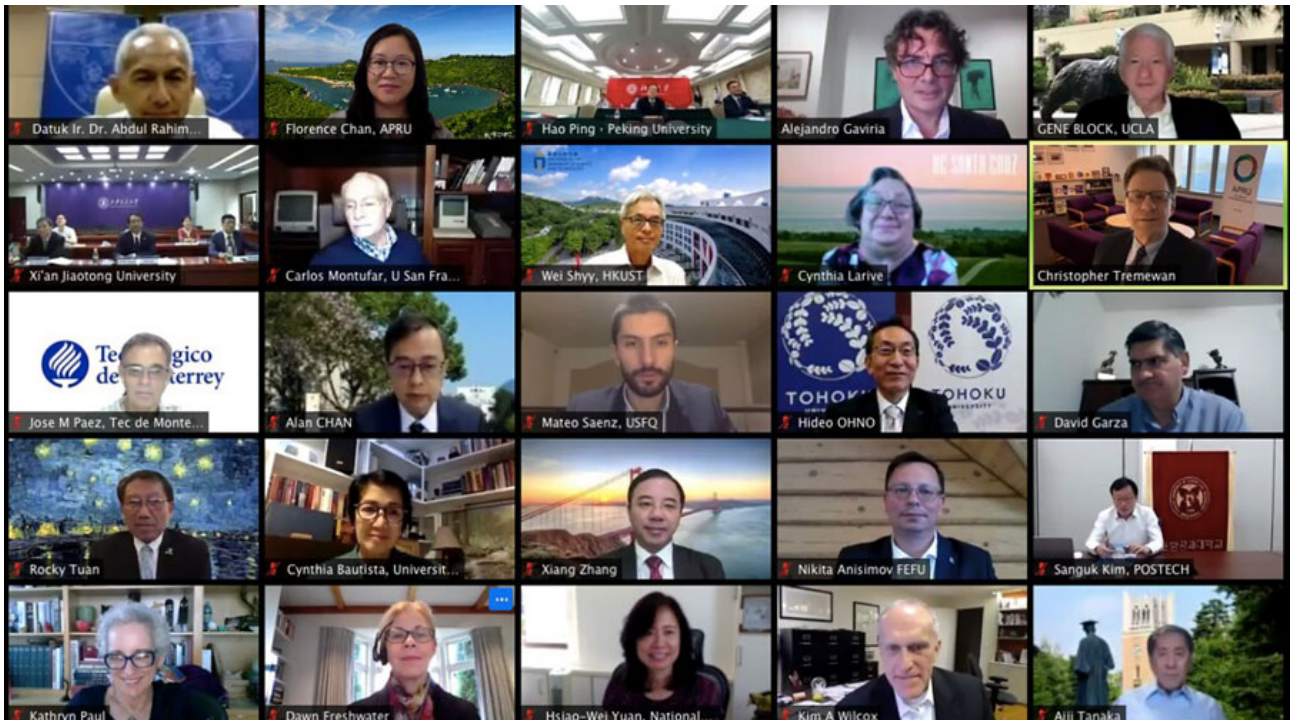 Datuk Ir. Dr. Abdul Rahim...
Florence Chan, APRU
Hao Ping · Peking University
Alejandro Gaviria
GENE BLOCK, UCLA
Xi'an Jiaotong University
Carlos Montufar, U San Fra...
Wei Shyy, HKUST
UC SANTA CRUZ
Cynthia Larive
APRU
Christopher Tremewan
Tec gico
de errey
Jose M Paez, Tec de Monte...
Alan CHAN
Mateo Saenz, USFQ
TOHOKU
TOHOKU
UNIVERSITY
Hideo OHNO
David Garza
Rocky Tuan
Cynthia Bautista, Universit...
Xiang Zhang
Nikita Anisimov FEFU
Sanguk Kim, POSTECH
Kathryn Paul
Dawn Freshwater
Hsiao-Wei Yuan, National...
Kim A Wilcox
Aiji Tanaka